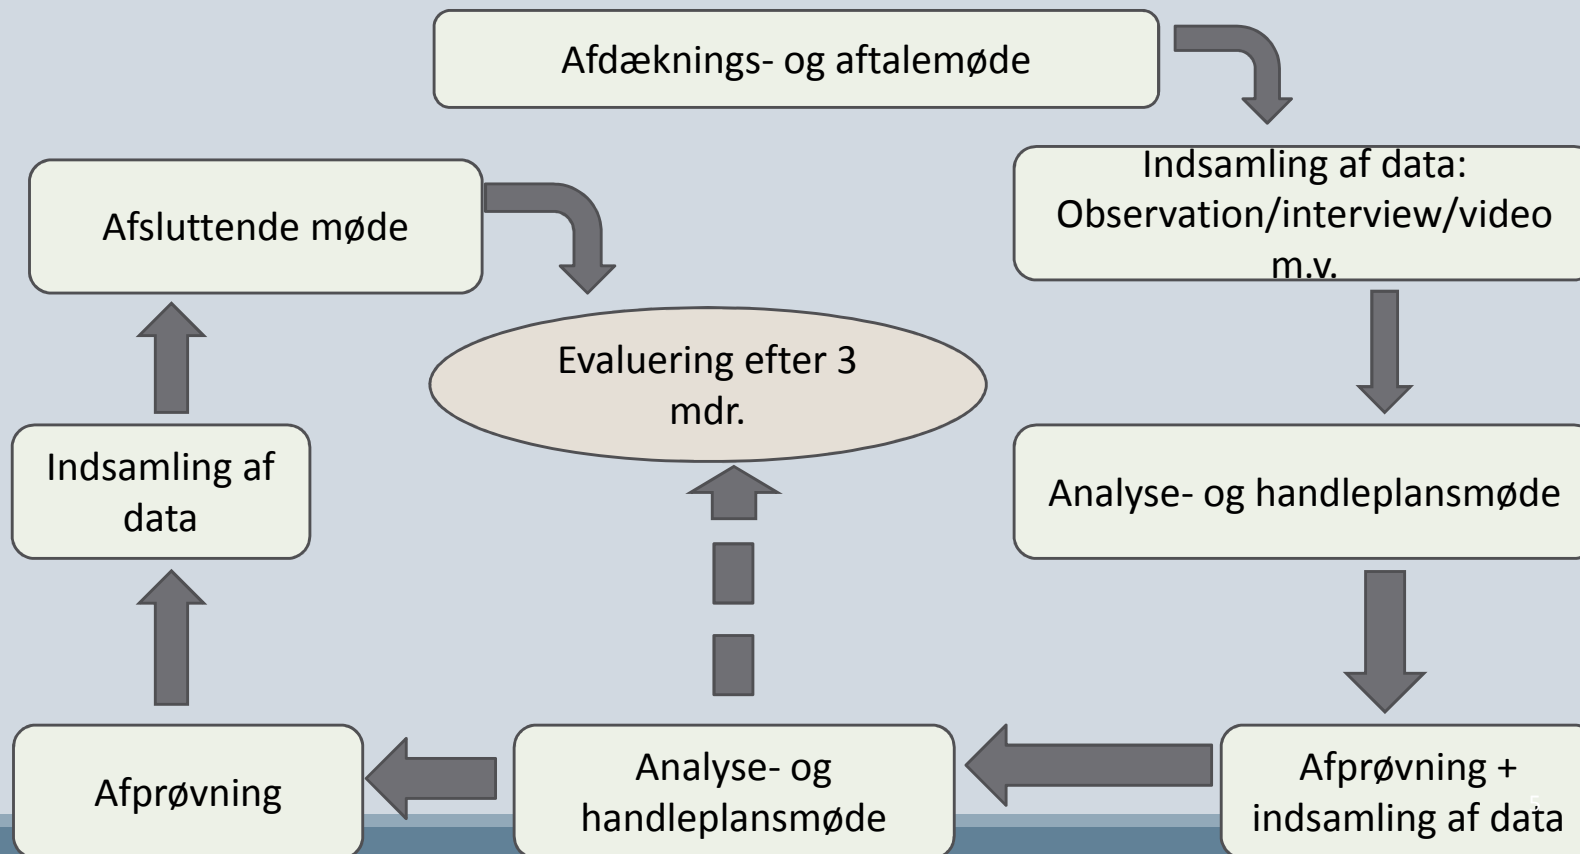 Afdæknings- og aftalemøde
Indsamling af data:
Observation/interview/video
m.v.
Afsluttende møde
Evaluering efter 3
mdr.
Indsamling af
data
Analyse- og handleplansmøde
Afprøvning
Analyse- og
handleplansmøde
Afprøvning +
indsamling af data